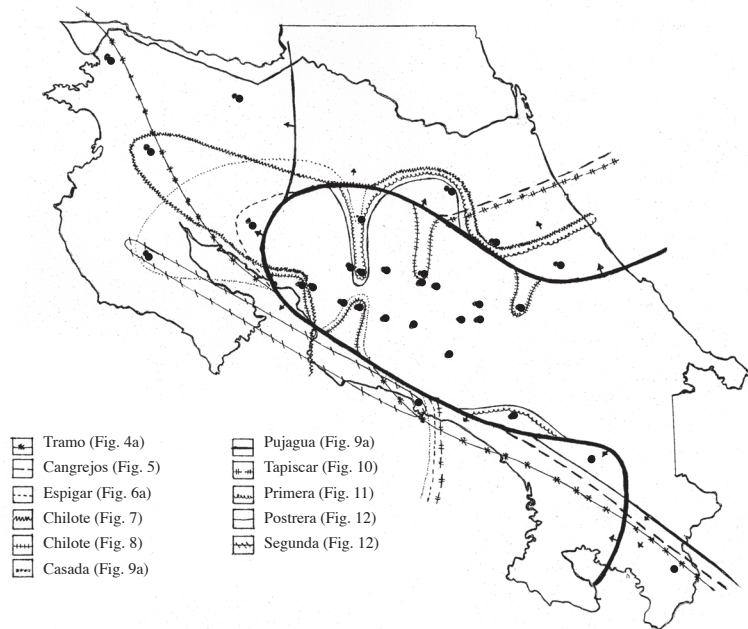 Tramo (Fig. 4a)
Cangrejos (Fig. 5)
Espigar (Fig. 6a)
Chilote (Fig. 7)
Chilote (Fig. 8)
Casada (Fig. 9a)
Pujagua (Fig. 9a)
Tapiscar (Fig. 10)
Primera (Fig. 11)
Postrera (Fig. 12)
Segunda (Fig. 12)